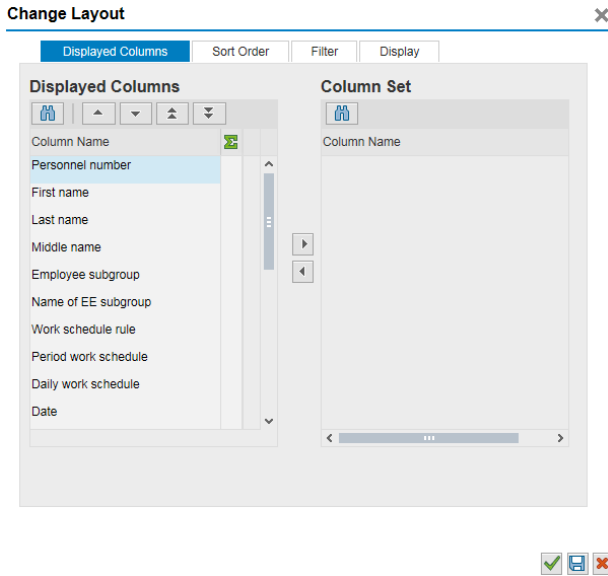 Change Layout
Displayed Columns Sort Order Filter Display
Displayed Columns
Column Name
Personnel number
First name
Last name
Middle name
Employee subgroup
Name of EE subgroup
Work schedule rule
Period work schedule
Daily work schedule
Date
Column Set
Column Name